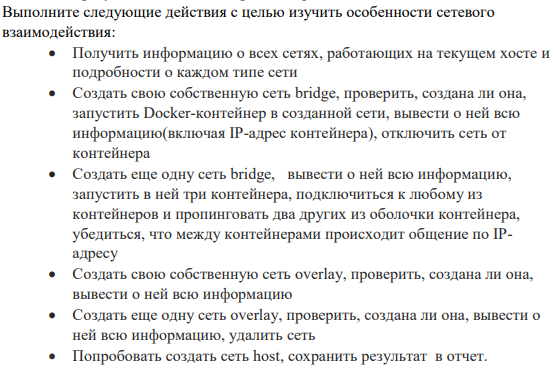 Выполните следующие действия с целью изучить особенности сетевого
взаимодействия:
• Получить информацию о всех сетях, работающих на текущем хосте и
подробности о каждом типе сети
• Создать свою собственную сеть bridge, проверить, создана ли она,
запустить Docker-контейнер в созданной сети, вывести о ней всю
информацию(включая IP-адрес контейнера), отключить сеть от
контейнера
• Создать еще одну сеть bridge, вывести о ней всю информацию,
запустить в ней три контейнера, подключиться к любому из
контейнеров и пропинговать два других из оболочки контейнера,
убедиться, что между контейнерами происходит общение по IP-
адресу
• Создать свою собственную сеть overlay, проверить, создана ли она,
вывести о ней всю информацию
• Создать еще одну сеть overlay, проверить, создана ли она, вывести о
ней всю информацию, удалить сеть
• Попробовать создать сеть host, сохранить результат в отчет.